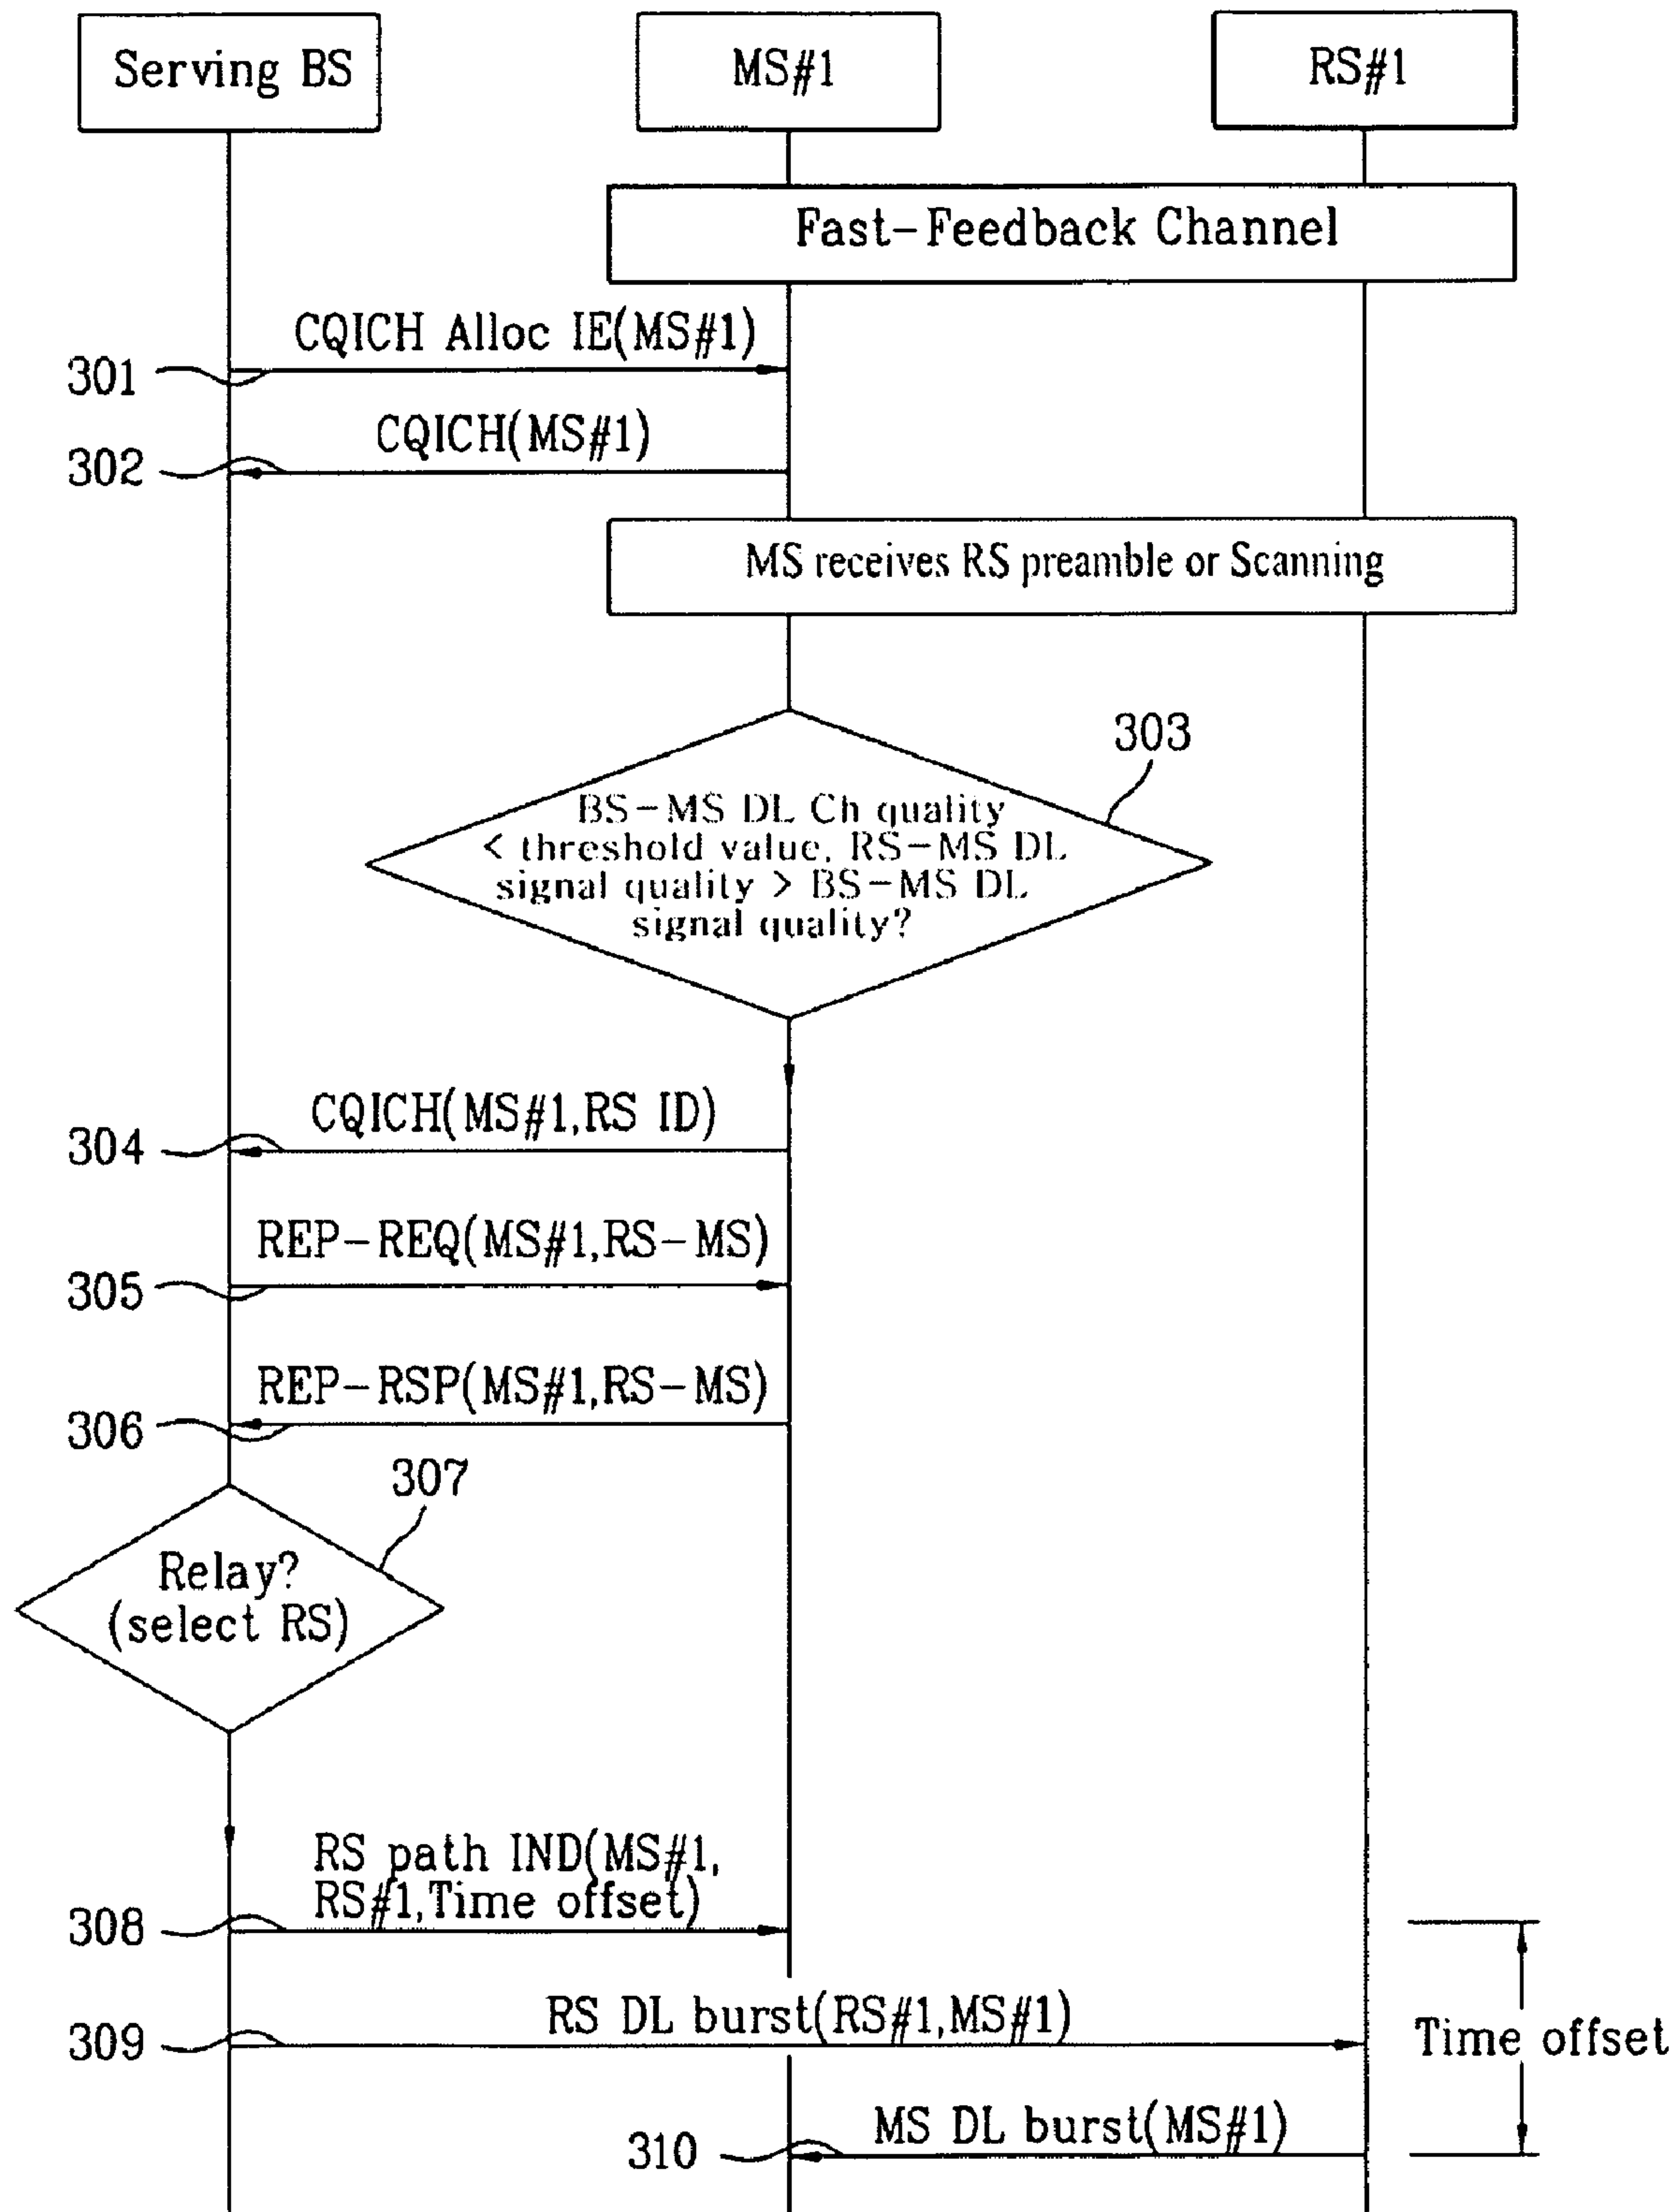 Serving BS
MS#1
RS#1
Fast-Feedback Channel
CQICH Alloc IE(MS#1)
301
CQICH(MS#1)
302
MS receives RS preamble or Scanning
303
BS-MS DL Ch quality
< threshold value, RS-MS DL
signal quality > BS-MS DL
signal quality?
CQICH(MS#1,RS ID)
304
REP-REQ(MS#1,RS-MS)
305
REP-RSP(MS#1,RS-MS)
306
307
Relay?
(select RS)
RS path IND(MS#1,
RS#1,Time offset)
308
RS DL burst(RS#1,MS#1)
309
Time offset
MS DL burst(MS#1)
310